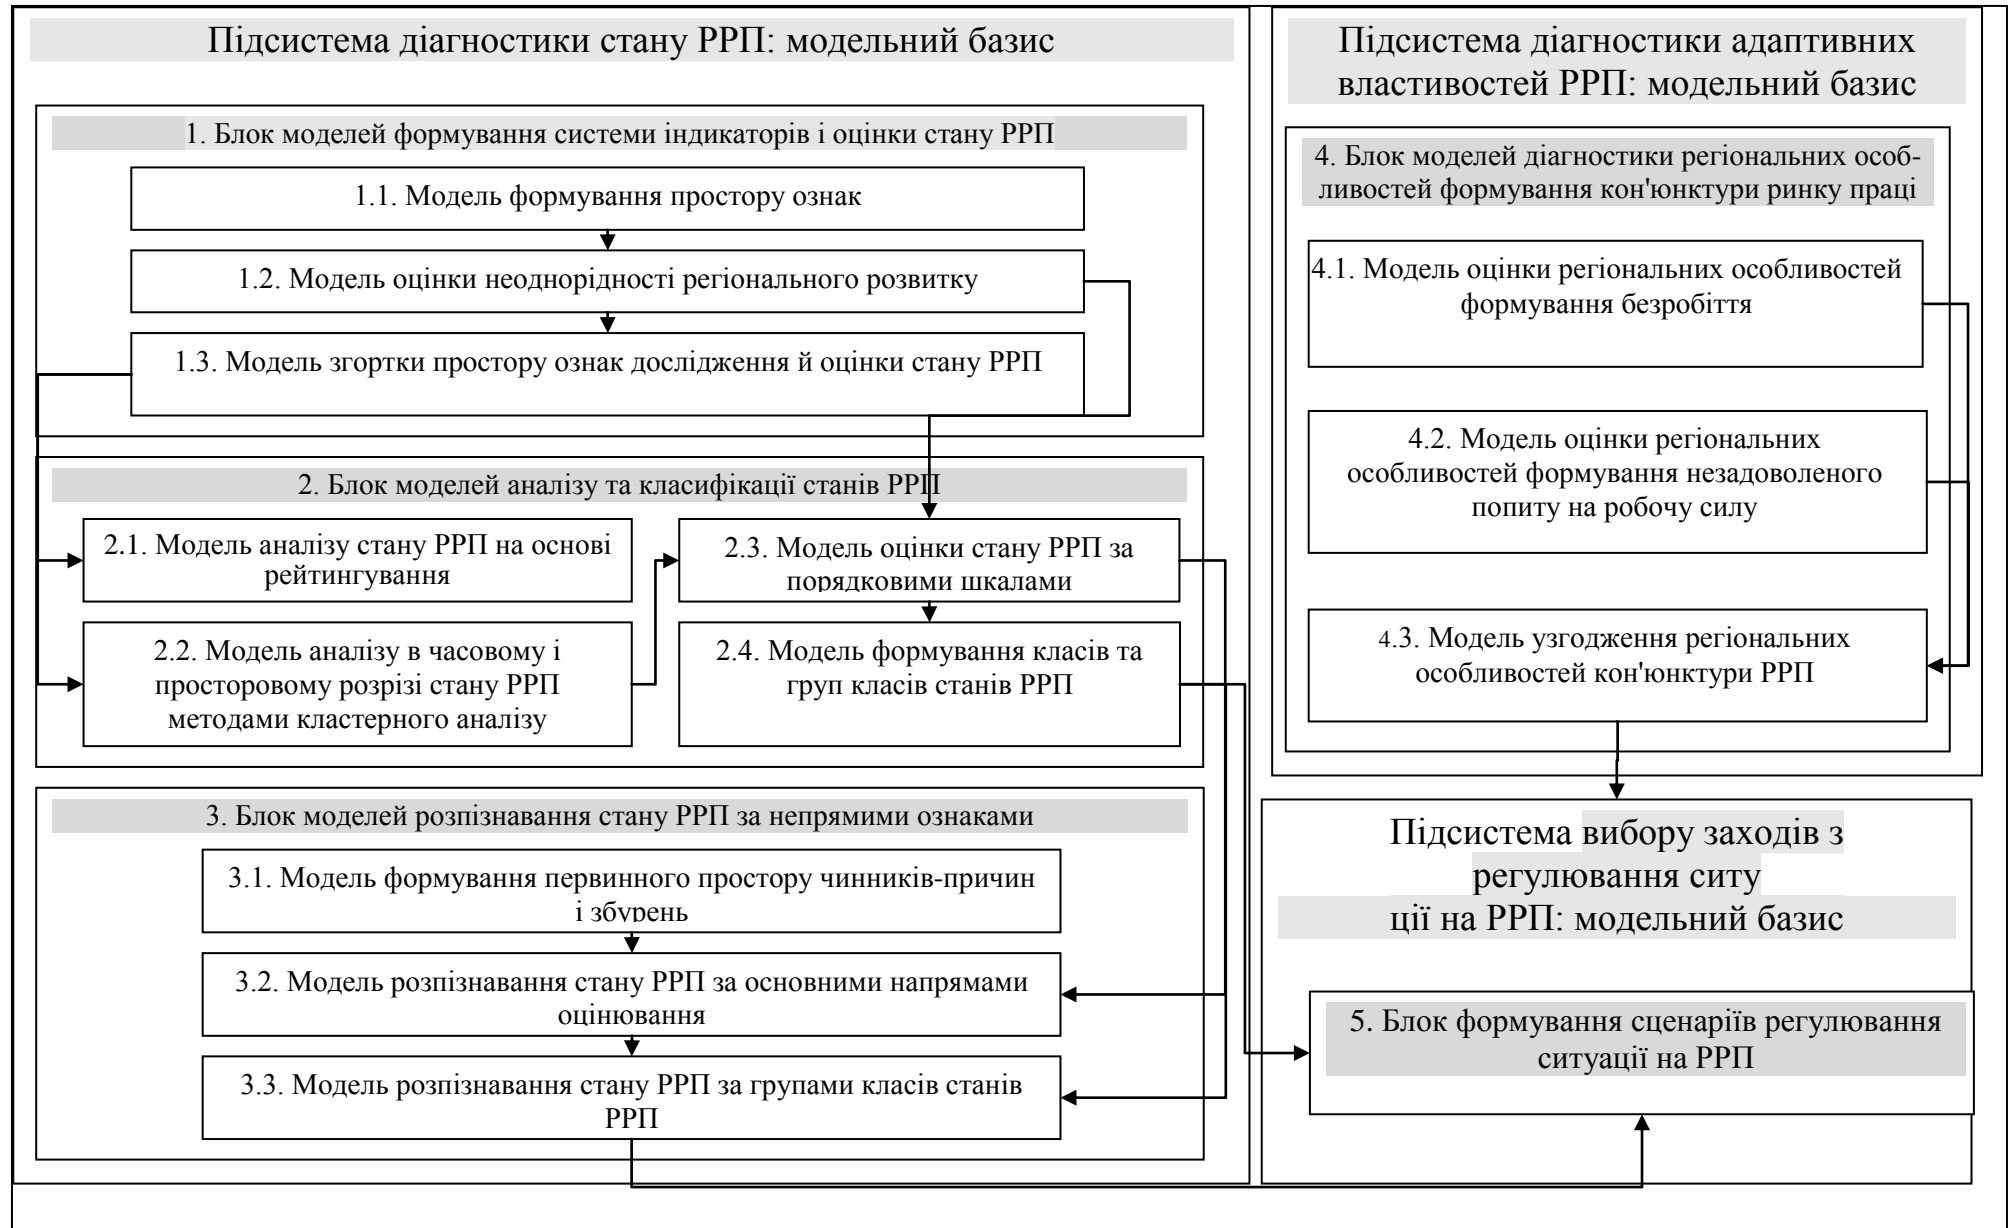 Підсистема діагностики стану РРП: модельний базис
1. Блок моделей формування системи індикаторів і оцінки стану РРП
1.1. Модель формування простору ознак
1.2. Модель оцінки неоднорідності регіонального розвитку
1.3. Модель згортки простору ознак дослідження й оцінки стану РРП
2. Блок моделей аналізу та класифікації станів РРП
2.1. Модель аналізу стану РРП на основі
рейтингування
2.2. Модель аналізу в часовому і
просторовому розрізі стану РРП
методами кластерного аналізу
2.3. Модель оцінки стану РРП за
порядковими шкалами
2.4. Модель формування класів та
груп класів станів РРП
3. Блок моделей розпізнавання стану РРП за непрямими ознаками
3.1. Модель формування первинного простору чинників-причин
і збурень
3.2. Модель розпізнавання стану РРП за основними напрямами
оцінювання
3.3. Модель розпізнавання стану РРП за групами класів станів
РРП
Підсистема діагностики адаптивних
властивостей РРП: модельний базис
4. Блок моделей діагностики регіональних особ-
ливостей формування кон'юнктури ринку праці
4.1. Модель оцінки регіональних особливостей
формування безробіття
4.2. Модель оцінки регіональних
особливостей формування незадоволеного
попиту на робочу силу
4.3. Модель узгодження регіональних
особливостей кон'юнктури РРП
Підсистема вибору заходів з
регулювання ситу
ції на РРП: модельний базис
5. Блок формування сценаріїв регулювання
ситуації на РРП